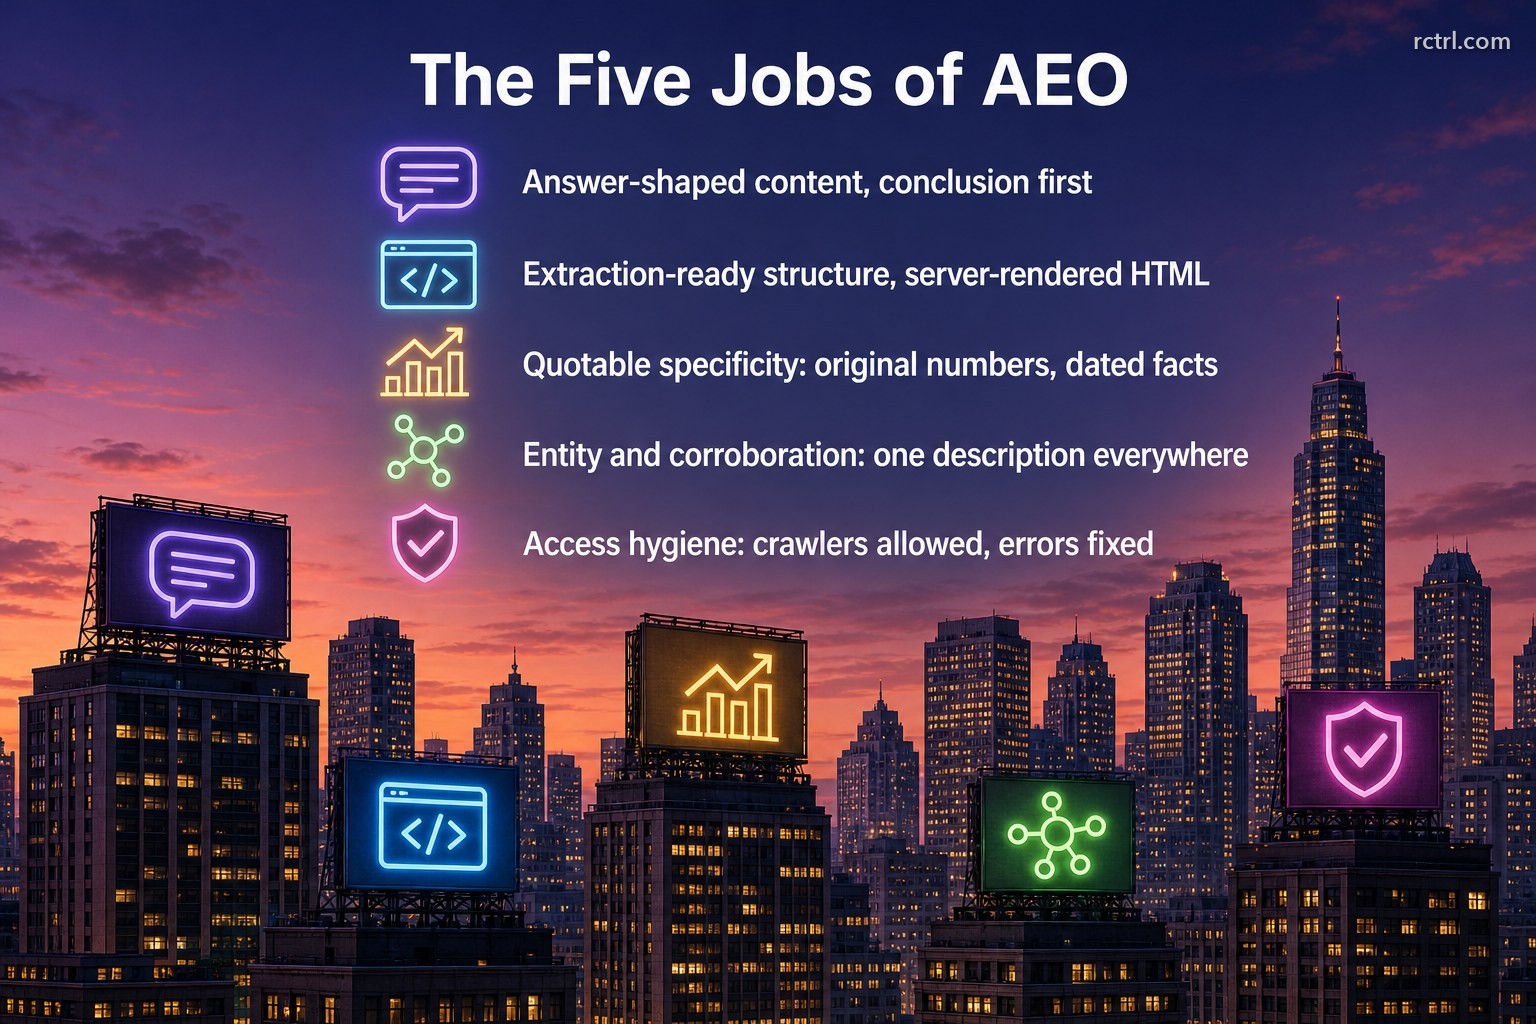 rctrl.com
The Five Jobs of AEO
Answer-shaped content, conclusion first
Extraction-ready structure, server-rendered HTML
Quotable specificity: original numbers, dated facts
Entity and corroboration: one description everywhere
Access hygiene: crawlers allowed, errors fixed